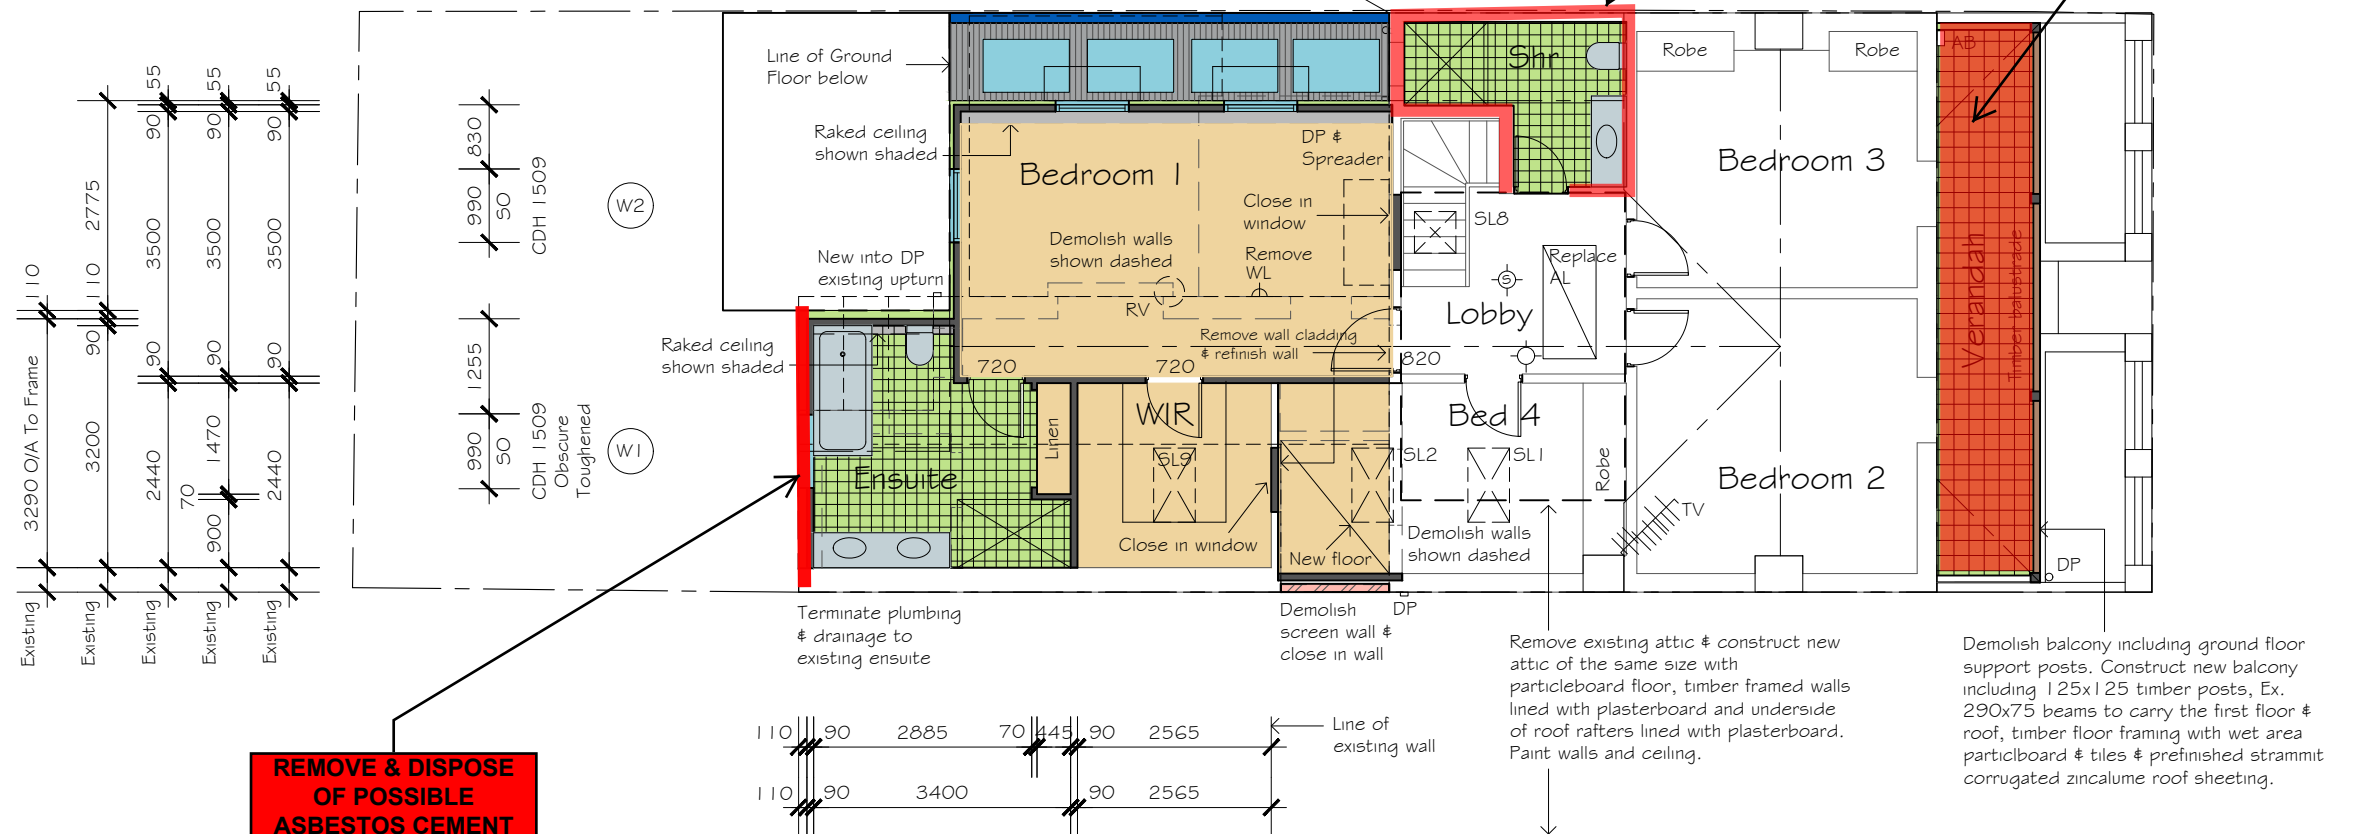 Line of Ground
Floor below
Raked ceiling
shown shaded
Bedroom 1
DP &
Spreader
Close in
window
Demolish walls
shown dashed
Remove
WL
New into DP
existing upturn
RV
Remove wall cladding
& refinish wall
Raked ceiling
shown shaded
720
720
820
Shr
SL8
Replace
AL
Lobby
Robe
Robe
Bedroom 3
AB
Verandah
Timber balustrade
Ensuite
Linen
WIR
SL9
Close in window
New floor
Bed 4
SL2
SL1
Robe
Demolish walls
shown dashed
TV
Bedroom 2
DP
W2
W1
830
990
50
CDH 1509
1255
990
50
CDH 1509
Obscure
Toughened
110
3290 O/A To Frame
Existing
2775
110
90
3200
Existing
55
90
3500
90
2440
Existing
55
90
3500
90
1470
70
900
Existing
55
90
3500
90
2440
Existing
Terminate plumbing
& drainage to
existing ensuite
Demolish
screen wall &
close in wall
DP
Remove existing attic & construct new
attic of the same size with
particleboard floor, timber framed walls
lined with plasterboard and underside
of roof rafters lined with plasterboard.
Paint walls and ceiling.
Demolish balcony including ground floor
support posts. Construct new balcony
including 125x125 timber posts, Ex.
290x75 beams to carry the first floor &
roof, timber floor framing with wet area
particlboard & tiles & prefinished strammit
corrugated zincalume roof sheeting.
110 90 2885 70 445 90 2565
Line of
existing wall
110 90 3400 90 2565
REMOVE & DISPOSE
OF POSSIBLE
ASBESTOS CEMENT